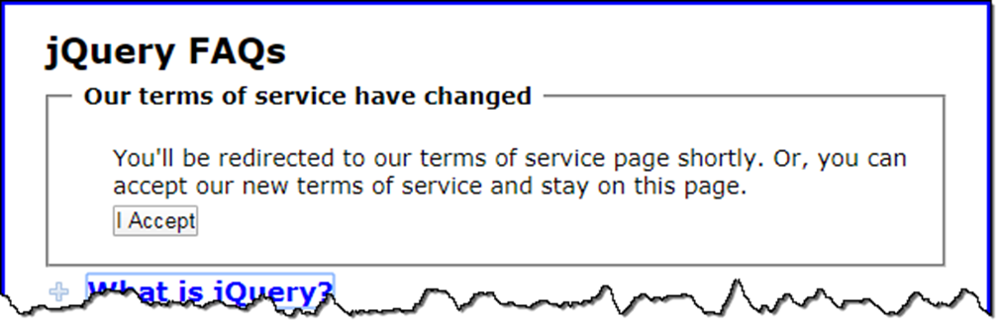 jQuery FAQs
Our terms of service have changed
You'll be redirected to our terms of service page shortly. Or, you can
accept our new terms of service and stay on this page.
I Accept
What is jQuery?